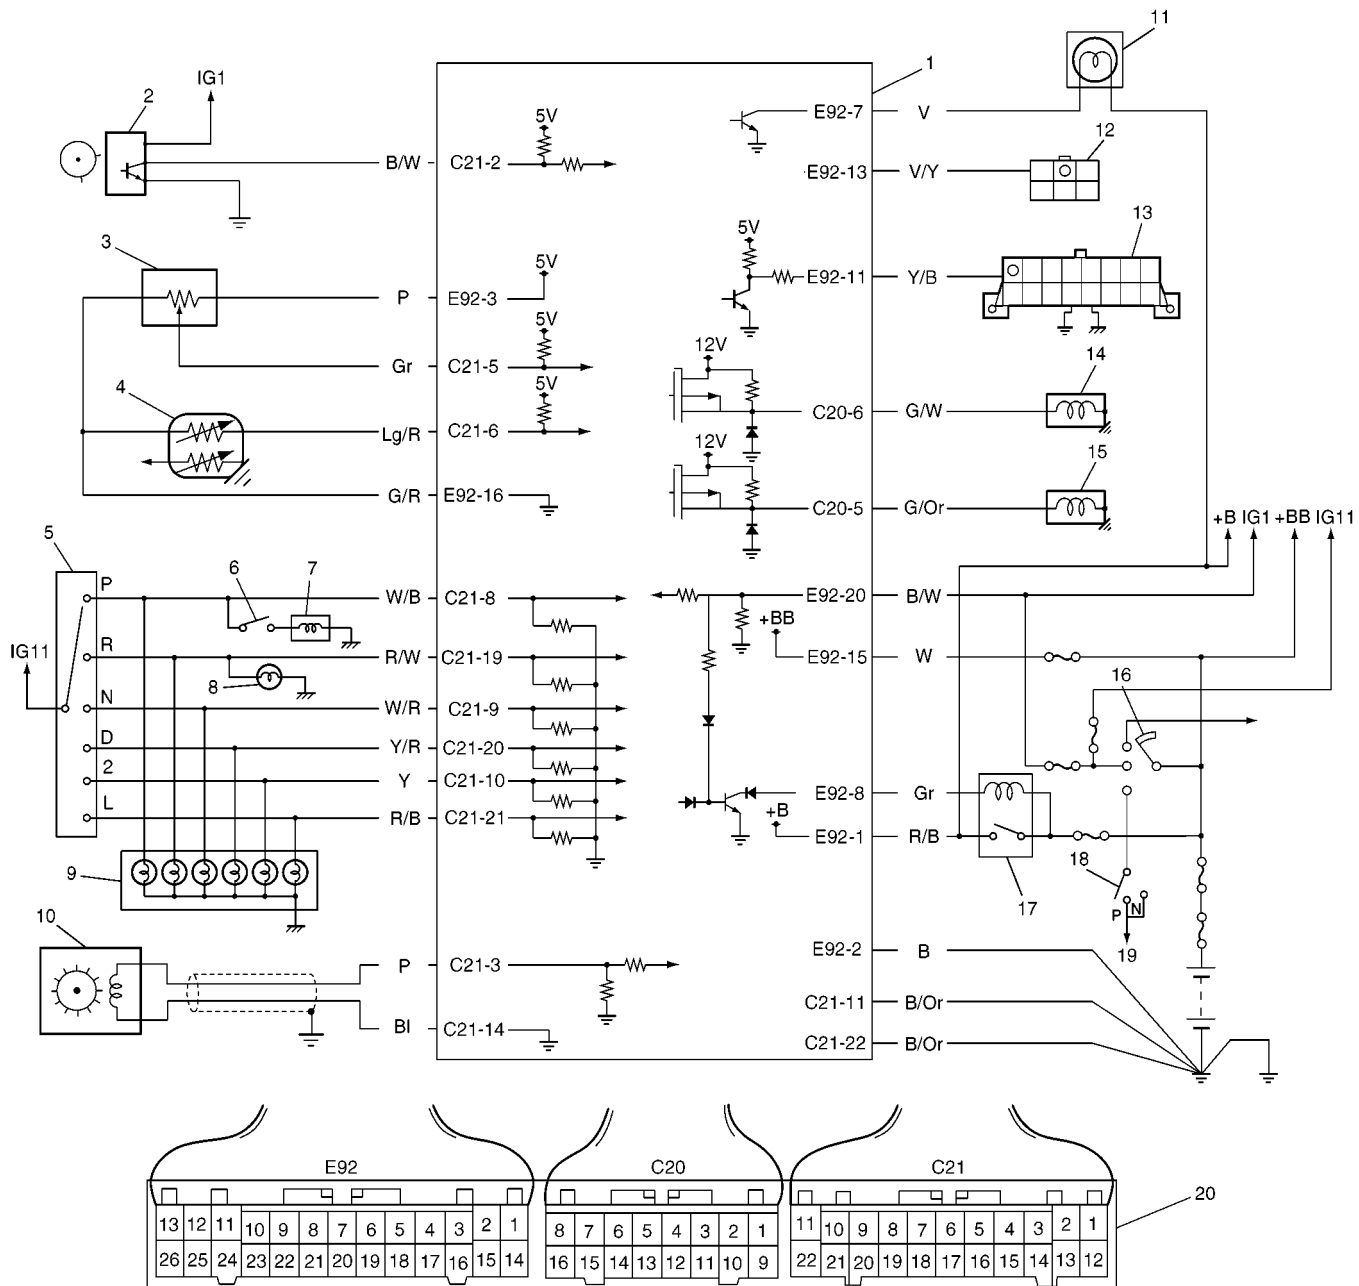 11
1
IG1
2
5V
E92-7 V
12
B/W C21-2
E92-13 V/Y
3
5V
5V
13
P E92-3
E92-11 Y/B
5V
Gr C21-5
12V
14
4
5V
Lg/R C21-6
C20-6 G/W
12V
15
G/R E92-16
C20-5 G/Or
+B IG1 +BB IG11
5
P
6
7
W/B C21-8
E92-20 B/W
+BB
IG11
R
8
R/W C21-19
E92-15 W
16
N
W/R C21-9
D
Y/R C21-20
2
Y C21-10
E92-8 Gr
+B
L
R/B C21-21
E92-1 R/B
18
9
17
P N
19
10
E92-2 B
P C21-3
C21-11 B/Or
Bl C21-14
C21-22 B/Or
E92 C20 C21
20
13 12 11 10 9 8 7 6 5 4 3 2 1
8 7 6 5 4 3 2 1
11 10 9 8 7 6 5 4 3 2 1
26 25 24 23 22 21 20 19 18 17 16 15 14
16 15 14 13 12 11 10 9
22 21 20 19 18 17 16 15 14 13 12